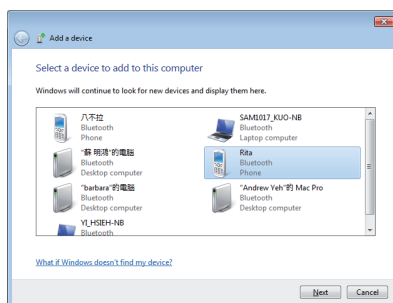 Add a device
Select a device to add to this computer
Windows will continue to look for new devices and display them here.
八不拉
Bluetooth
Phone
SAM1017_KUO-NB
Bluetooth
Laptop computer
"蘇 明鴻"的電腦
Bluetooth
Desktop computer
Rita
Bluetooth
Phone
"barbara"的電腦
Bluetooth
Desktop computer
"Andrew Yeh"的 Mac Pro
Bluetooth
Desktop computer
YI_HSIEH-NB
Bluetooth
What if Windows doesn't find my device?
Next
Cancel